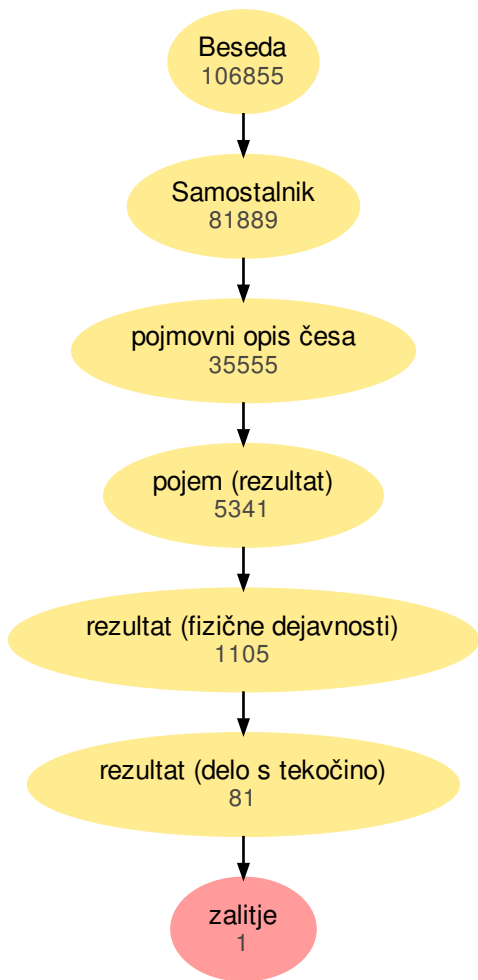 Beseda
106855
Samostalnik
81889
pojmovni opis česa
35555
pojem (rezultat)
5341
rezultat (fizične dejavnosti)
1105
rezultat (delo s tekočino)
81
zalitje
1